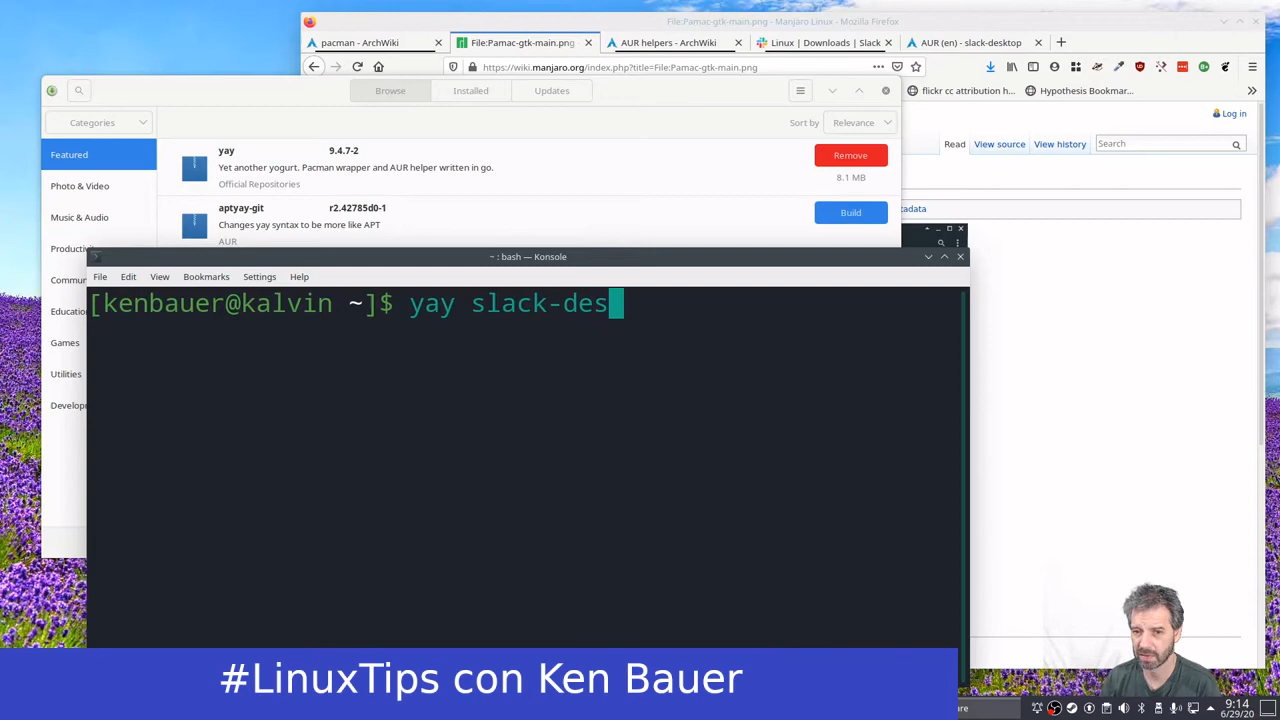 File:Pamac-gtk-main.png - Manjaro Linux - Mozilla Firefox
pacman - ArchWiki
File:Pamac-gtk-main.png
AUR helpers - ArchWiki
Linux | Downloads | Slack
AUR (en) - slack-desktop
https://wiki.manjaro.org/index.php?title=File:Pamac-gtk-main.png
Browse
Installed
Updates
flickr cc attribution h…
Hypothesis Bookmar…
Log in
Categories
Sort by
Relevance
Read
View source
View history
Search
Featured
yay
9.4.7-2
Yet another yogurt. Pacman wrapper and AUR helper written in go.
Official Repositories
Remove
8.1 MB
Photo & Video
aptyay-git
r2.42785d0-1
Changes yay syntax to be more like APT
AUR
Build
tadata
Music & Audio
Productivi
Commu
Education
Games
Utilities
Develop
~ : bash — Konsole
File
Edit
View
Bookmarks
Settings
Help
[kenbauer@kalvin ~]$ yay slack-des
#LinuxTips con Ken Bauer
are
9:14
6/29/20